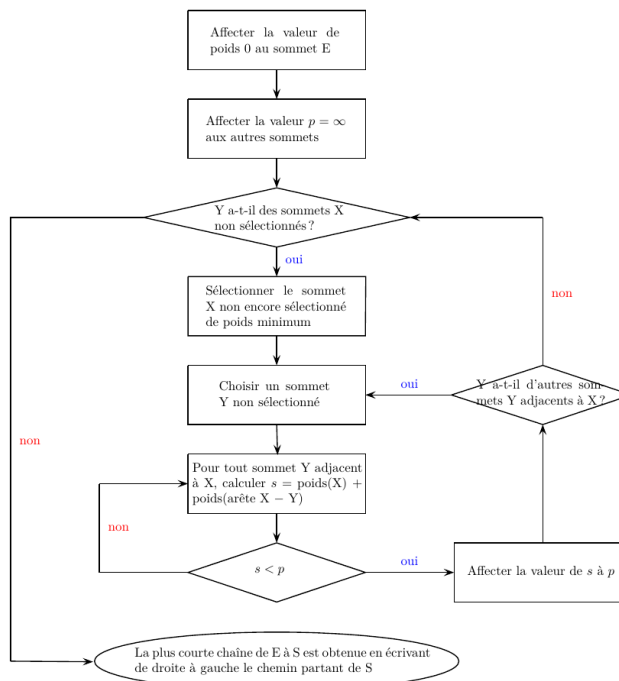 Affecter la valeur de
poids 0 au sommet E
Affecter la valeur p = ∞
aux autres sommets
Y a-t-il des sommets X
non sélectionnés ?
oui
Sélectionner le sommet
X non encore sélectionné
de poids minimum
non
Choisir un sommet
Y non sélectionné
oui
Y a-t-il d'autres som-
mets Y adjacents à X ?
non
Pour tout sommet Y adjacent
à X, calculer s = poids(X) +
poids(arête X − Y)
non
s < p
oui
Affecter la valeur de s à p
La plus courte chaîne de E à S est obtenue en écrivant
de droite à gauche le chemin partant de S